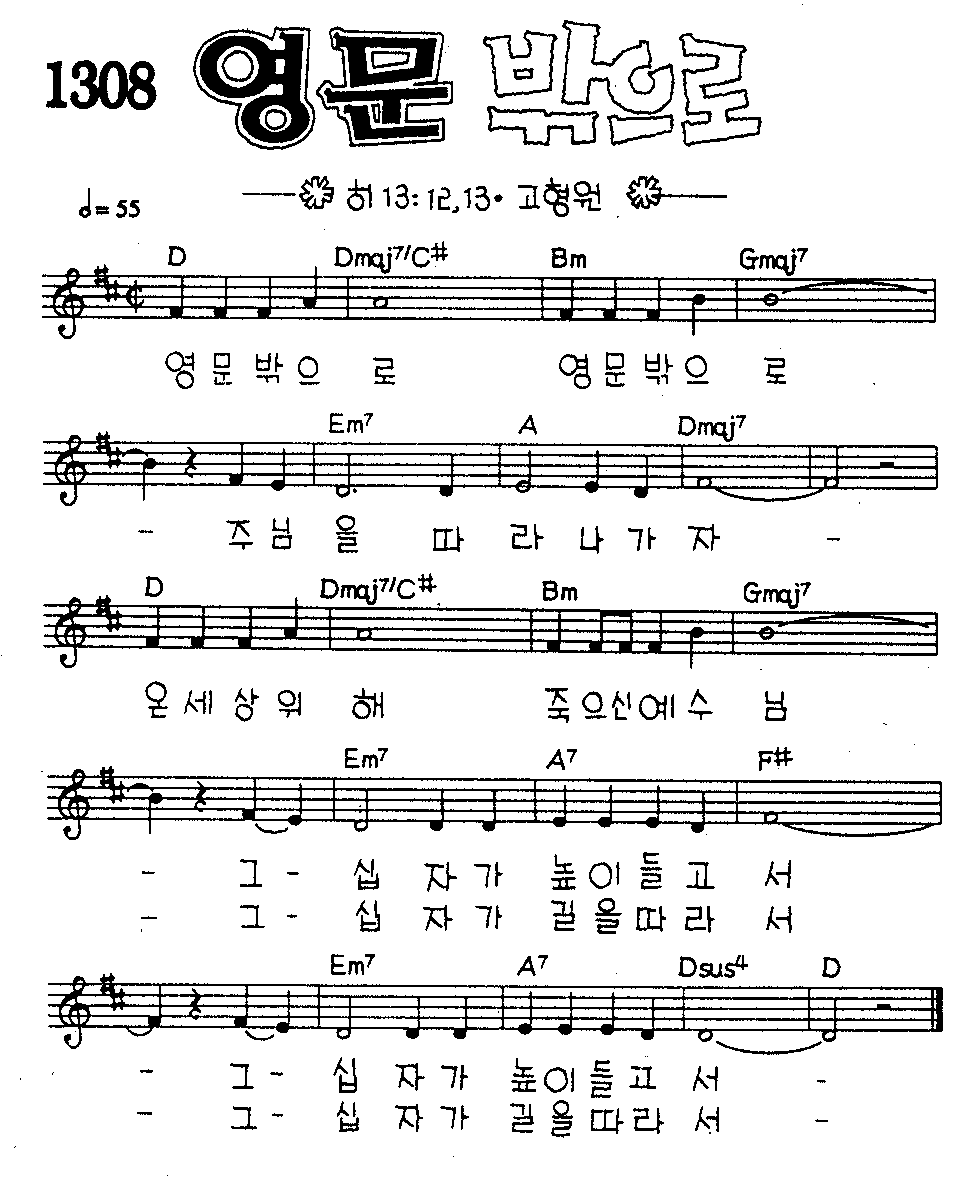 1308 영문 밖으로
히 13:12,13 • 고형원
♩= 55
D Dmaj7/C# Bm Gmaj7
영 문 밖 으 로 영 문 밖 으 로
Em7 A Dmaj7
- 주 님 을 따 라 나 가 자 -
D Dmaj7/C# Bm Gmaj7
온 세 상 위 해 죽 으 신 예 수 님
Em7 A7 F#
- 그 - 십 자 가 높 이 들 고 서
- 그 - 십 자 가 길 을 따 라 서
Em7 A7 Dsus4 D
- 그 - 십 자 가 높 이 들 고 서 -
- 그 - 십 자 가 길 을 따 라 서 -